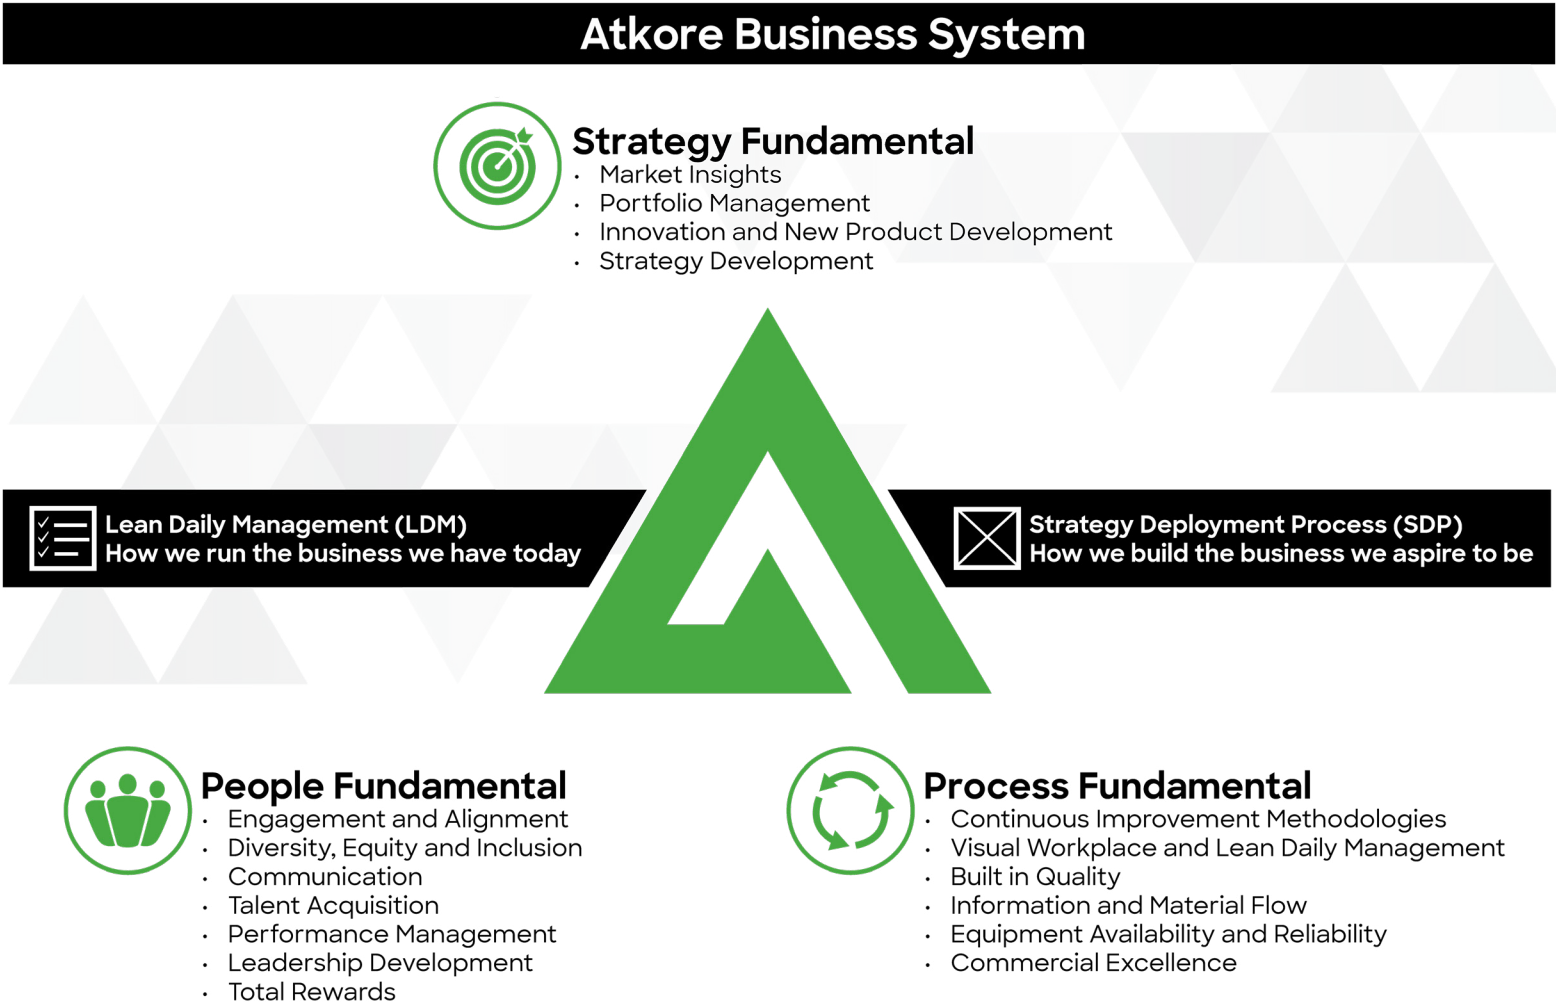 Atkore Business System
Strategy Fundamental
· Market Insights
· Portfolio Management
· Innovation and New Product Development
· Strategy Development
Lean Daily Management (LDM)
How we run the business we have today
Strategy Deployment Process (SDP)
How we build the business we aspire to be
People Fundamental
· Engagement and Alignment
· Diversity, Equity and Inclusion
· Communication
· Talent Acquisition
· Performance Management
· Leadership Development
· Total Rewards
Process Fundamental
· Continuous Improvement Methodologies
· Visual Workplace and Lean Daily Management
· Built in Quality
· Information and Material Flow
· Equipment Availability and Reliability
· Commercial Excellence